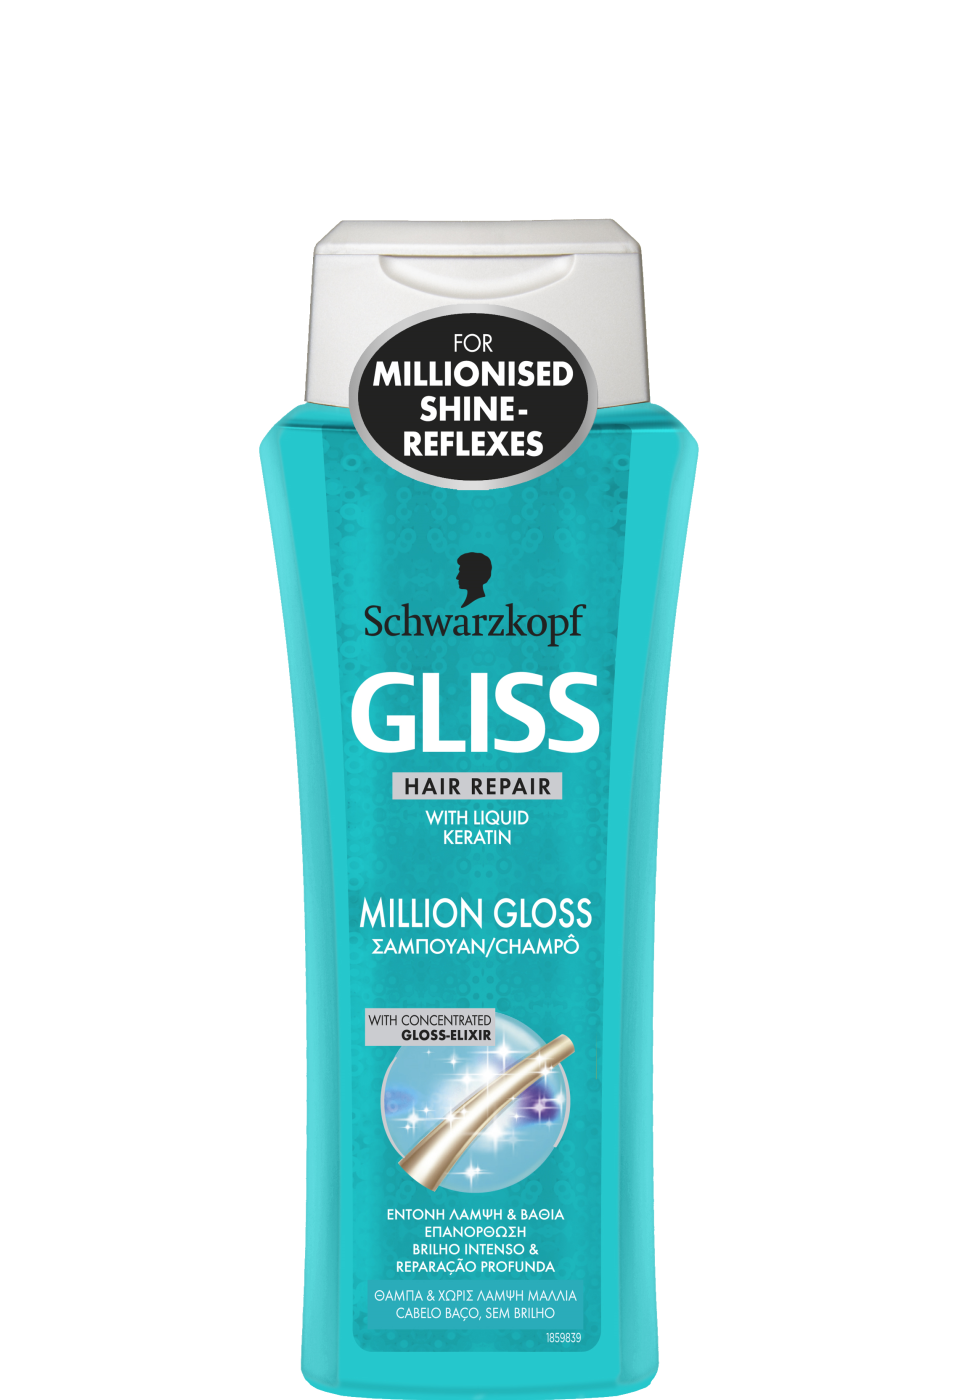 FOR
MILLIONISED
SHINE-
REFLEXES
Schwarzkopf
GLISS
HAIR REPAIR
WITH LIQUID
KERATIN
MILLION GLOSS
ΣΑΜΠΟΥΑΝ/CHAMPÔ
WITH CONCENTRATED
GLOSS-ELIXIR
ΕΝΤΟΝΗ ΛΑΜΨΗ & ΒΑΘΙΑ
ΕΠΑΝΟΡΘΩΣΗ
BRILHO INTENSO &
REPARAÇÃO PROFUNDA
ΘΑΜΠΑ & ΧΩΡΙΣ ΛΑΜΨΗ ΜΑΛΛΙΑ
CABELO BAÇO, SEM BRILHO
1859839